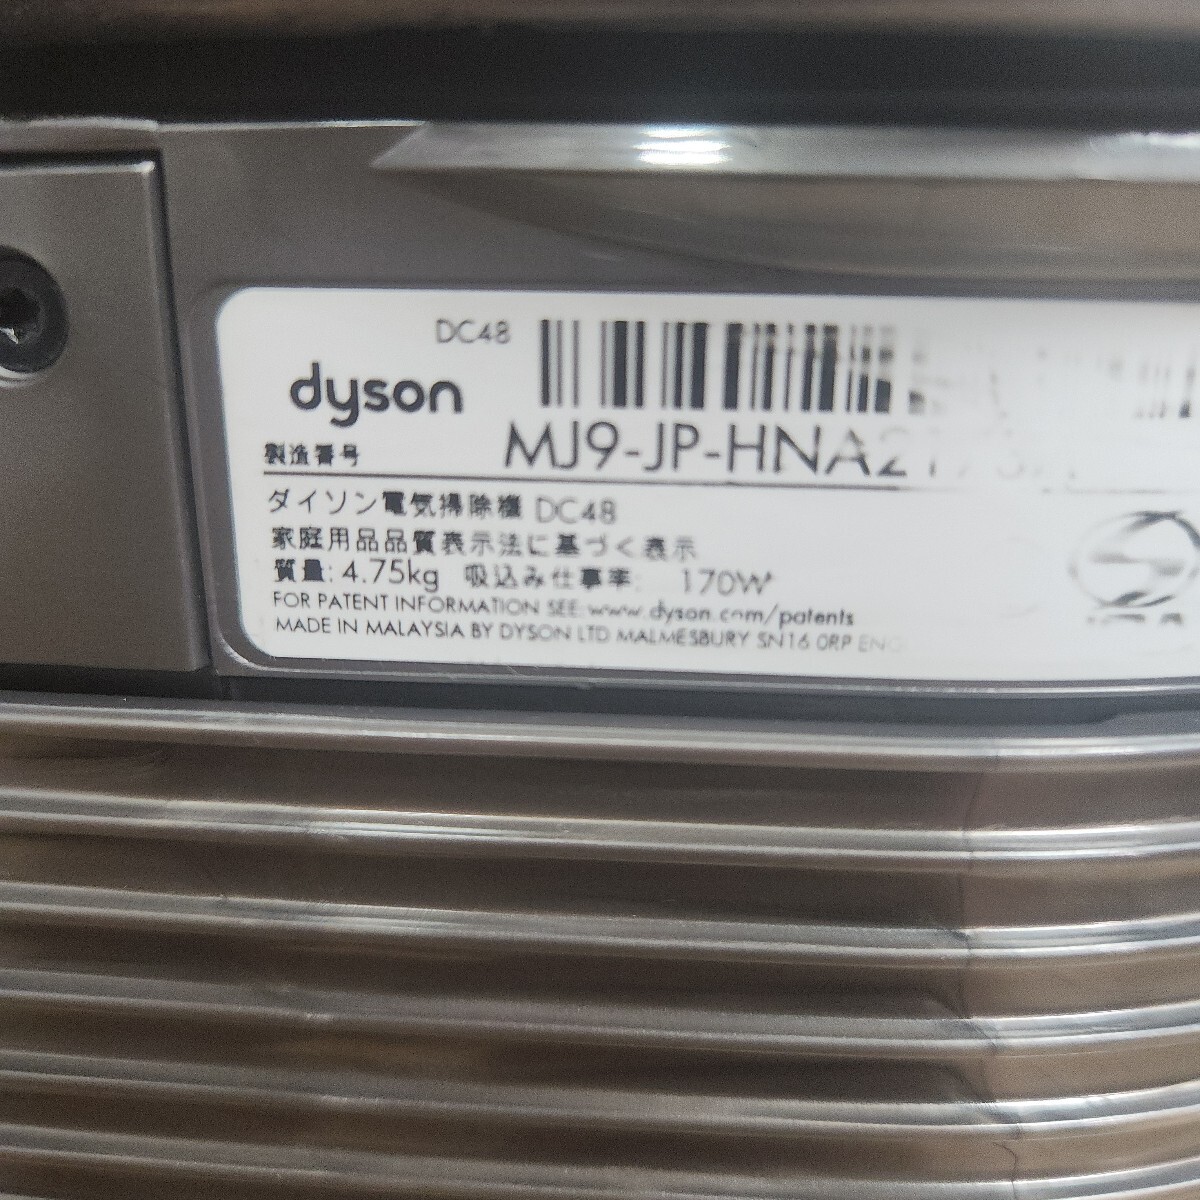 DC48
dyson
製造番号 MJ9-JP-HNA
ダイソン電気掃除機 DC48
家庭用品品質表示法に基づく表示
質量: 4.75kg 吸込み仕事率: 170W
FOR PATENT INFORMATION SEE: www.dyson.com/patents
MADE IN MALAYSIA BY DYSON LTD MALMESBURY SN16 0RP